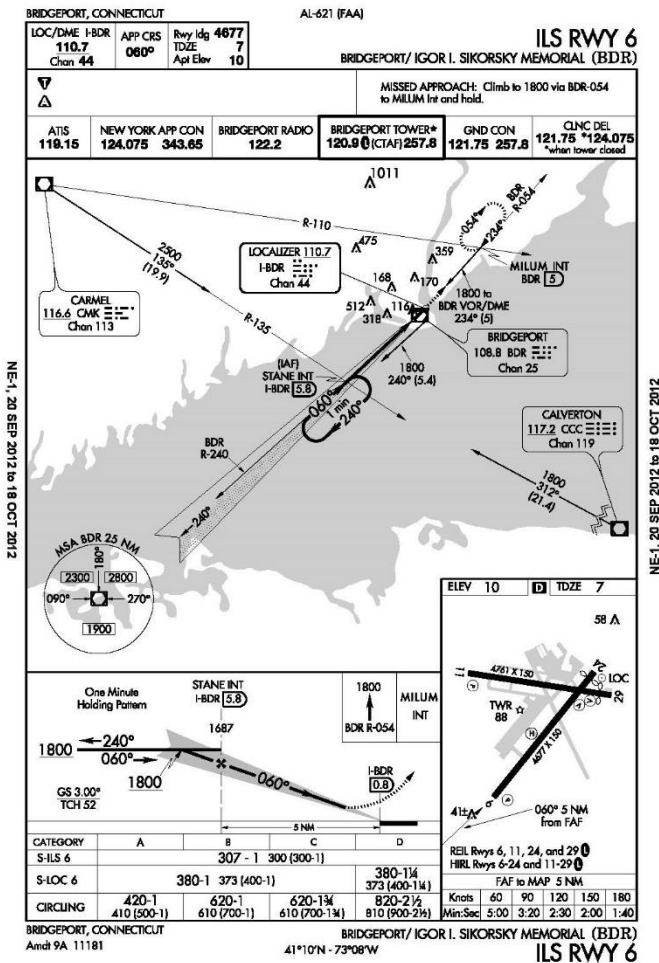 BRIDGEPORT, CONNECTICUT
AL-621 (FAA)
LOC/DME I-BDR
110.7
Chan 44
APP CRS
060°
Rwy ldg 4677
TDZE 7
Apt Elev 10
ILS RWY 6
BRIDGEPORT/ IGOR I. SIKORSKY MEMORIAL (BDR)
T
A
MISSED APPROACH: Climb to 1800 via BDR-054
to MILUM Int and hold.
ATIS
119.15
NEW YORK APP CON
124.075 343.65
BRIDGEPORT RADIO
122.2
BRIDGEPORT TOWER*
120.9 L (CTAF) 257.8
GND CON
121.75 257.8
CLNC DEL
121.75 *124.075
*when tower closed
1011
BDR
R-054
R-110
054°
234°
475
359
LOCALIZER 110.7
I-BDR
Chan 44
2500
135°
(19.9)
MILUM INT
BDR 5
168
170
512
116
318
1800 to
BDR VOR/DME
234° (5)
CARMEL
116.6 CMK
Chan 113
R-135
BRIDGEPORT
108.8 BDR
Chan 25
1800
240° (5.4)
(IAF)
STANE INT
I-BDR 5.8
060°
1 min
240°
CALVERTON
117.2 CCC
Chan 119
BDR
R-240
1800
312°
(21.4)
240°
MSA BDR 25 NM
180°
2300
2800
090°
270°
1900
NE-1, 20 SEP 2012 to 18 OCT 2012
NE-1, 20 SEP 2012 to 18 OCT 2012
ELEV 10
D
TDZE 7
58
11
4761 X 150
24
LOC
29
TWR
88
H
4677 X 150
41±
6
060° 5 NM
from FAF
REIL Rwys 6, 11, 24, and 29 L
HIRL Rwys 6-24 and 11-29 L
FAF to MAP 5 NM
Knots 60 90 120 150 180
Min:Sec 5:00 3:20 2:30 2:00 1:40
One Minute
Holding Pattern
STANE INT
I-BDR 5.8
1687
1800
BDR R-054
MILUM
INT
1800
240°
060°
1800
060°
I-BDR
0.8
GS 3.00°
TCH 52
5 NM
CATEGORY A B C D
S-ILS 6 307 - 1 300 (300-1)
S-LOC 6 380-1 373 (400-1) 380-1¼ 373 (400-1¼)
CIRCLING 420-1 410 (500-1) 620-1 610 (700-1) 620-1¾ 610 (700-1¾) 820-2½ 810 (900-2½)
BRIDGEPORT, CONNECTICUT
Amdt 9A 11181
41°10'N - 73°08'W
BRIDGEPORT/ IGOR I. SIKORSKY MEMORIAL (BDR)
ILS RWY 6